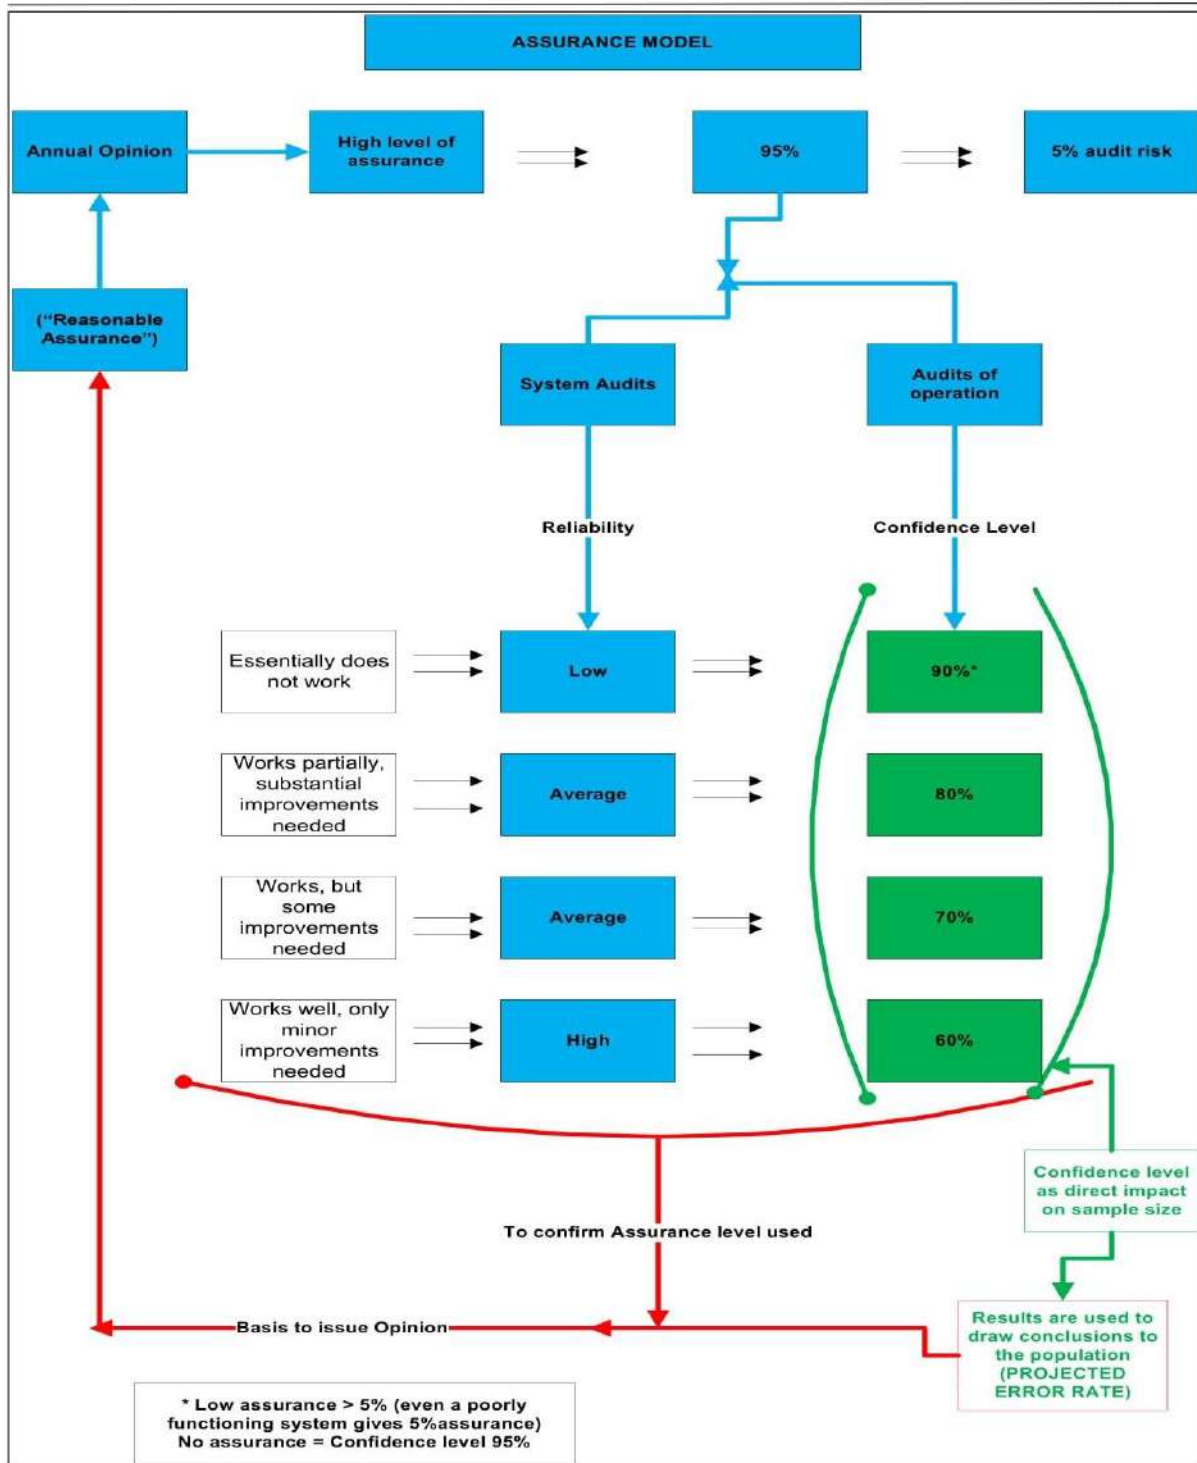 ASSURANCE MODEL
Annual Opinion
High level of
assurance
95%
5% audit risk
("Reasonable
Assurance")
System Audits
Audits of
operation
Reliability
Confidence Level
Essentially does
not work
Low
90%*
Works partially,
substantial
improvements
needed
Average
80%
Works, but
some
improvements
needed
Average
70%
Works well, only
minor
improvements
needed
High
60%
Confidence level
as direct impact
on sample size
To confirm Assurance level used
Basis to issue Opinion
Results are used to
draw conclusions to
the population
(PROJECTED
ERROR RATE)
* Low assurance > 5% (even a poorly
functioning system gives 5%assurance)
No assurance = Confidence level 95%